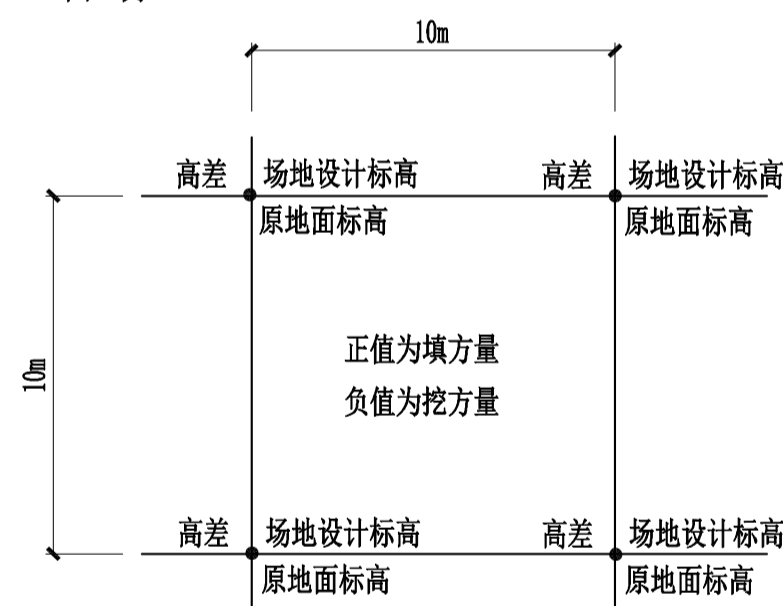 10m
高差 场地设计标高 高差 场地设计标高
原地面标高 原地面标高
10m
正值为填方量
负值为挖方量
高差 场地设计标高 高差 场地设计标高
原地面标高 原地面标高